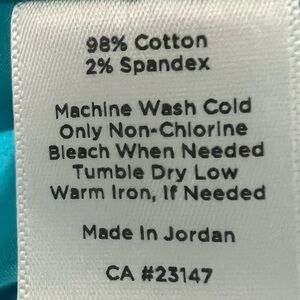 98% Cotton
2% Spandex
Machine Wash Cold
Only Non-Chlorine
Bleach When Needed
Tumble Dry Low
Warm Iron, If Needed
Made In Jordan
CA #23147